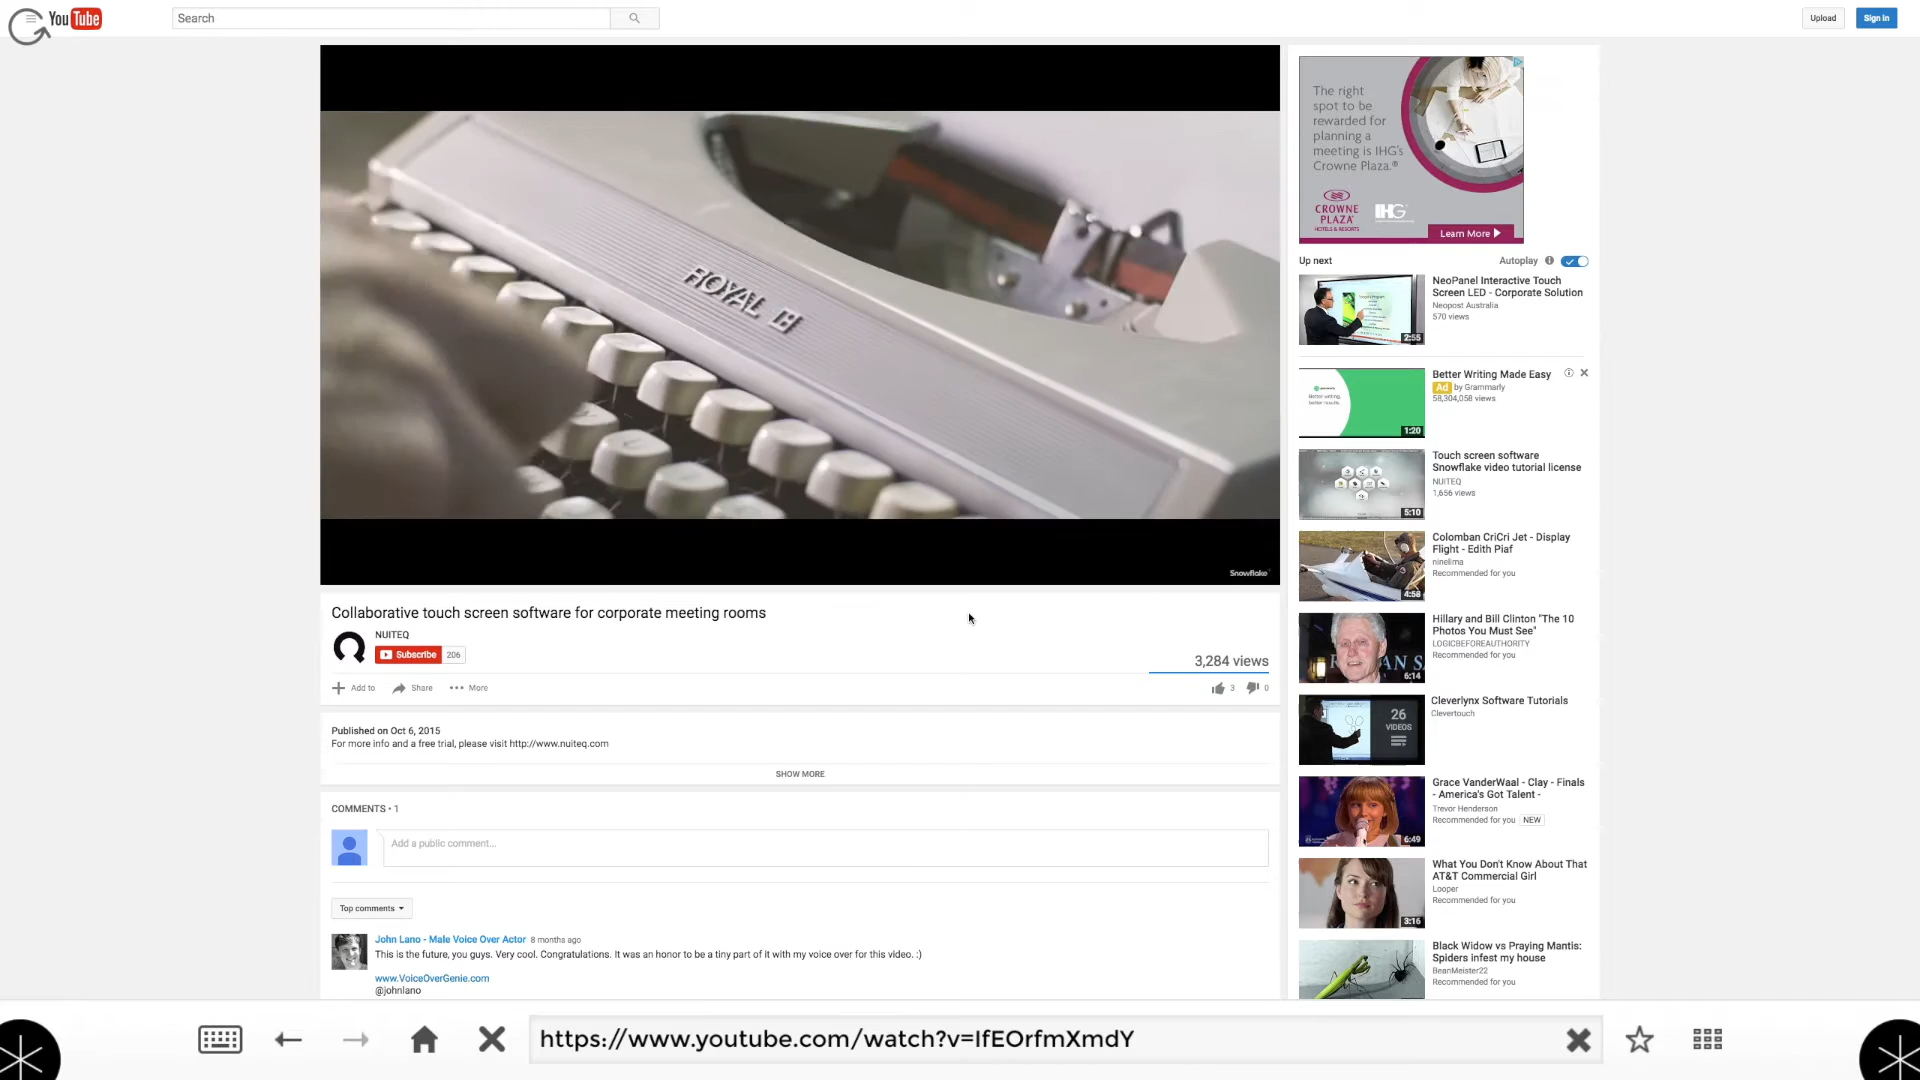 YouTube
Search
Upload
Sign in
ROYAL
Snowflake
The right
spot to be
rewarded for
planning a
meeting is IHG's
Crowne Plaza.®
CROWNE
PLAZA
HOTELS & RESORTS
IHG
Learn More
Up next
Autoplay
NeoPanel Interactive Touch
Screen LED - Corporate Solution
Neopost Australia
570 views
2:55
Better Writing Made Easy
Ad by Grammarly
58,304,058 views
Better writing,
better results.
1:20
Touch screen software
Snowflake video tutorial license
NUITEQ
1,656 views
5:10
Colomban CriCri Jet - Display
Flight - Edith Piaf
ninelima
Recommended for you
4:58
Hillary and Bill Clinton "The 10
Photos You Must See"
LOGICBEFOREAUTHORITY
Recommended for you
6:14
Cleverlynx Software Tutorials
Clevertouch
26
VIDEOS
Grace VanderWaal - Clay - Finals
- America's Got Talent -
Trevor Henderson
Recommended for you NEW
6:49
What You Don't Know About That
AT&T Commercial Girl
Looper
Recommended for you
3:16
Black Widow vs Praying Mantis:
Spiders infest my house
BeanMeister22
Recommended for you
Collaborative touch screen software for corporate meeting rooms
NUITEQ
Subscribe 206
3,284 views
Add to Share More
3 0
Published on Oct 6, 2015
For more info and a free trial, please visit http://www.nuiteq.com
SHOW MORE
COMMENTS • 1
Add a public comment...
Top comments
John Lano - Male Voice Over Actor 8 months ago
This is the future, you guys. Very cool. Congratulations. It was an honor to be a tiny part of it with my voice over for this video. :)
www.VoiceOverGenie.com
@johnlano
https://www.youtube.com/watch?v=IfEOrfmXmdY